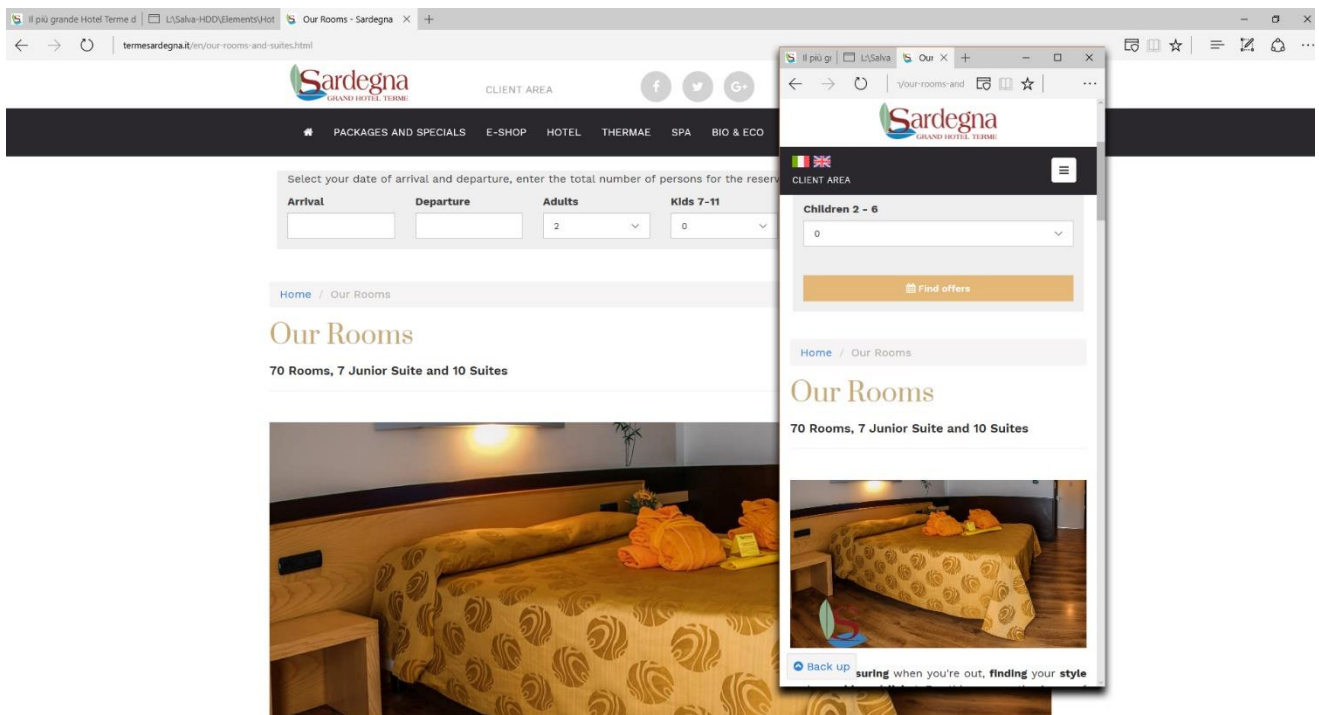 Il più grande Hotel Terme d
L:\Salva-HDD\Elements\Hot
Our Rooms - Sardegna
termesardegna.it/en/our-rooms-and-suites.html
Sardegna
GRAND HOTEL TERME
CLIENT AREA
f
G+
PACKAGES AND SPECIALS E-SHOP HOTEL THERMAE SPA BIO & ECO
Select your date of arrival and departure, enter the total number of persons for the reserv
Arrival Departure Adults Kids 7-11
2 0
Home / Our Rooms
Our Rooms
70 Rooms, 7 Junior Suite and 10 Suites
Il più gr
L:\Salva
Our
/our-rooms-and
Sardegna
GRAND HOTEL TERME
CLIENT AREA
Children 2 - 6
0
Find offers
Home / Our Rooms
Our Rooms
70 Rooms, 7 Junior Suite and 10 Suites
S
Back up
suring when you're out, finding your style